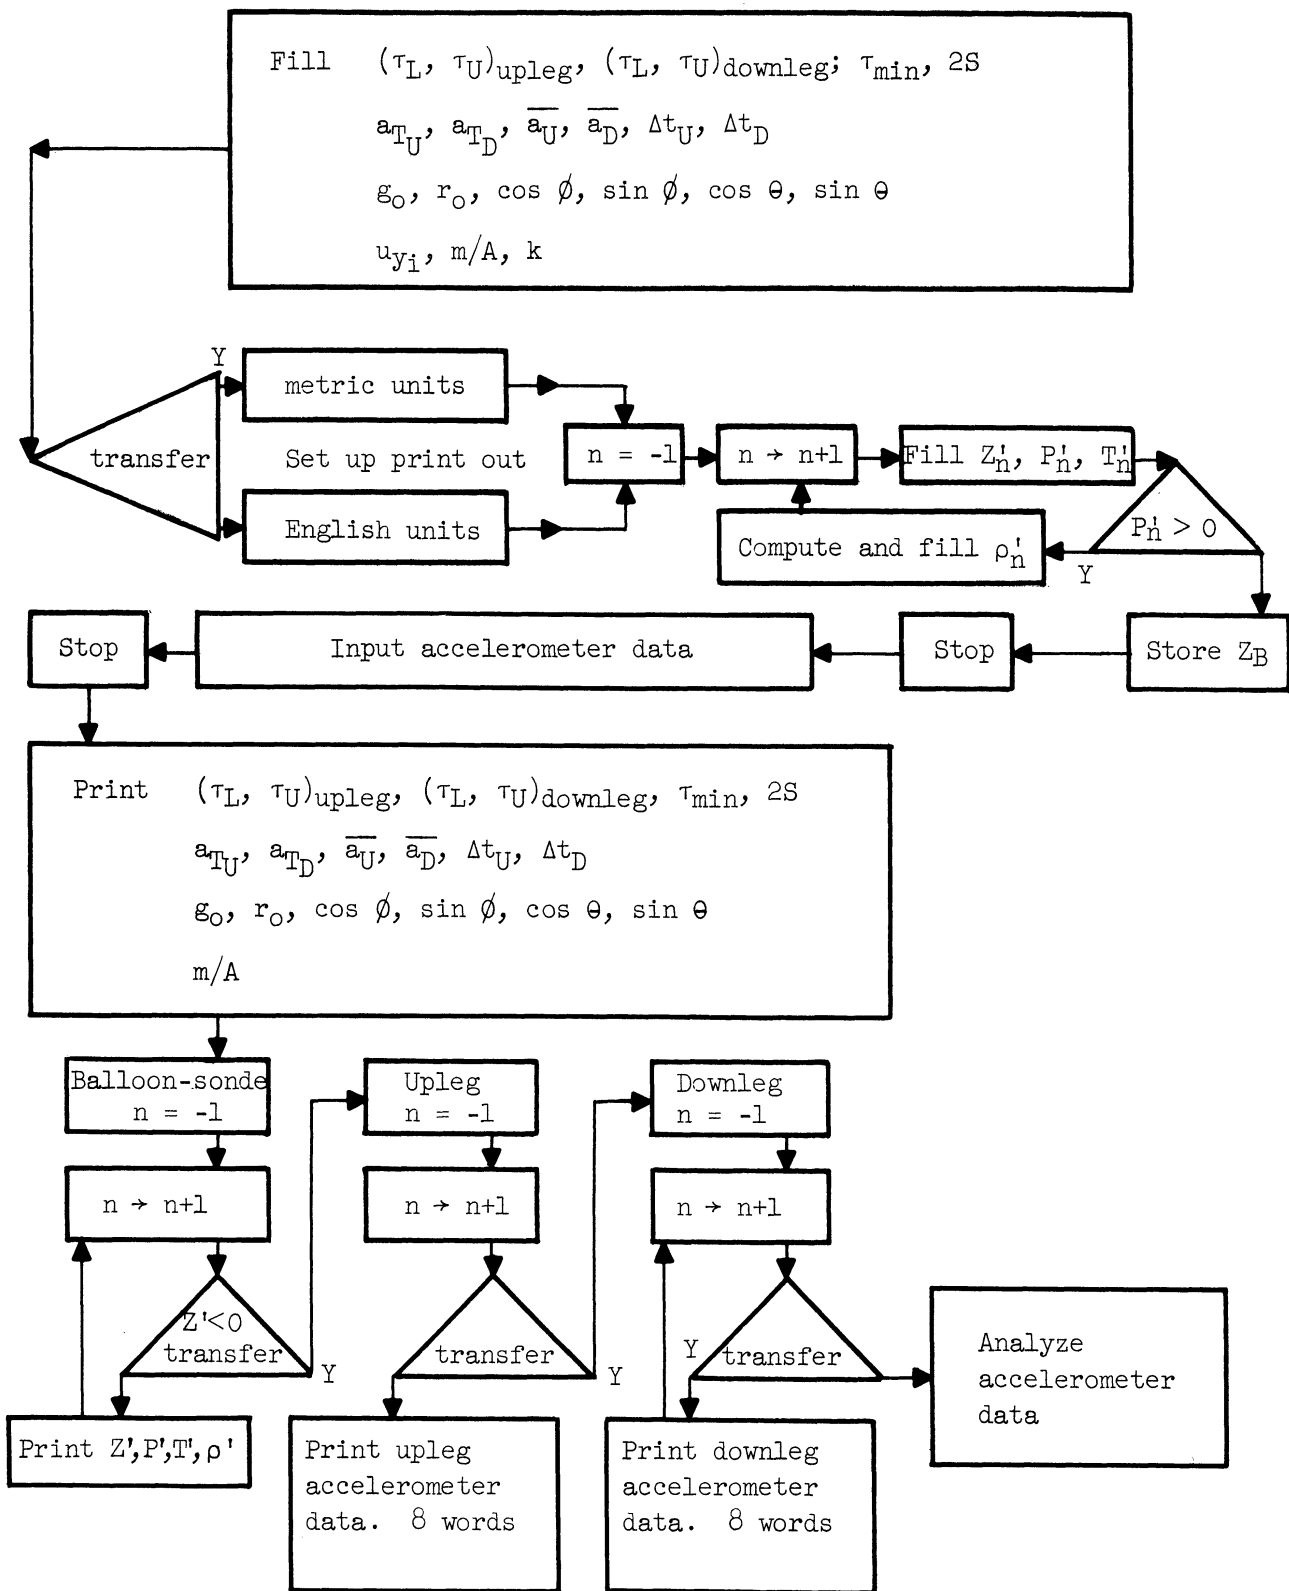 Fill (τL, τU)upleg, (τL, τU)downleg; τmin, 2S
aTU, aTD, a̅U̅, a̅D̅, ΔtU, ΔtD
go, ro, cos ϕ, sin ϕ, cos θ, sin θ
uyi, m/A, k
Y
metric units
transfer
Set up print out
English units
n = -1
n → n+1
Fill Z'n, P'n, T'n
P'n > 0
Y
Compute and fill ρ'n
Stop
Input accelerometer data
Stop
Store ZB
Print (τL, τU)upleg, (τL, τU)downleg, τmin, 2S
aTU, aTD, a̅U̅, a̅D̅, ΔtU, ΔtD
go, ro, cos ϕ, sin ϕ, cos θ, sin θ
m/A
Balloon-sonde
n = -1
n → n+1
Z'<0
transfer
Y
Print Z',P',T',ρ'
Upleg
n = -1
n → n+1
transfer
Y
Print upleg
accelerometer
data. 8 words
Downleg
n = -1
n → n+1
Y
transfer
Print downleg
accelerometer
data. 8 words
Analyze
accelerometer
data